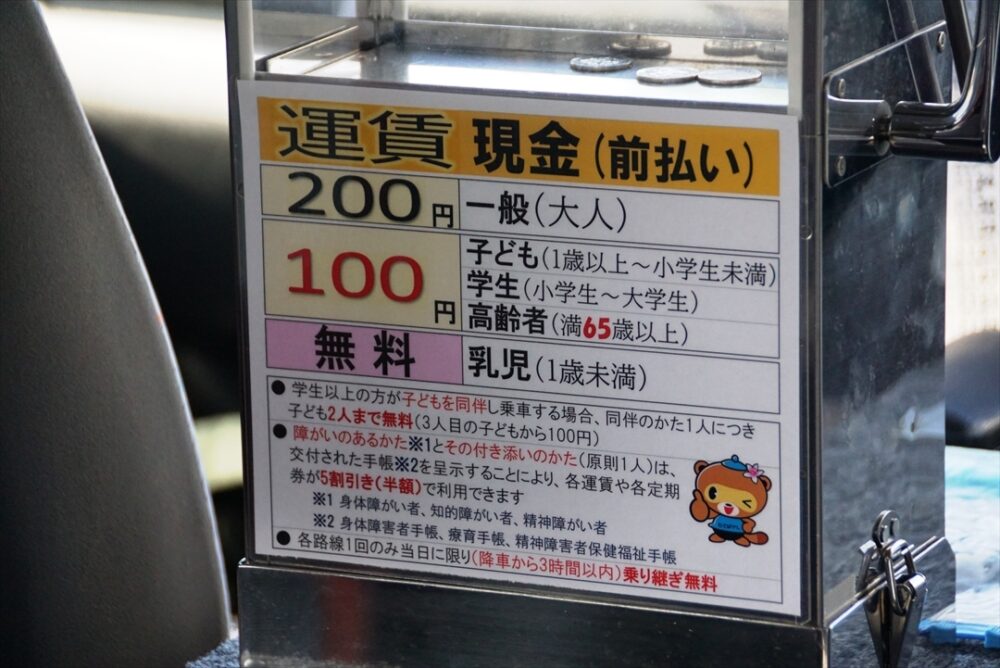 運賃 現金(前払い)
200円 一般(大人)
100円 子ども(1歳以上～小学生未満)
学生(小学生～大学生)
高齢者(満65歳以上)
無料 乳児(1歳未満)
● 学生以上の方が子どもを同伴し乗車する場合、同伴のかた1人につき
子ども2人まで無料(3人目の子どもから100円)
● 障がいのあるかた※1とその付き添いのかた(原則1人)は、
交付された手帳※2を呈示することにより、各運賃や各定期
券が5割引き(半額)で利用できます
※1 身体障がい者、知的障がい者、精神障がい者
※2 身体障害者手帳、療育手帳、精神障害者保健福祉手帳
● 各路線1回のみ当日に限り(降車から3時間以内)乗り継ぎ無料